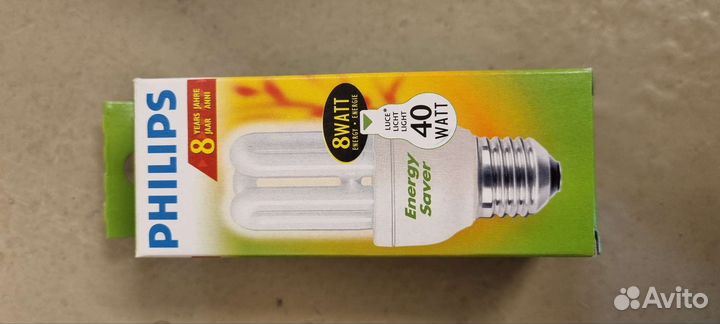 PHILIPS
8 YEARS JAHRE
JAAR ANNI
8WATT
ENERGY • ENERGIE
LUCE*
LICHT
LIGHT
40
WATT
Energy
Saver
Avito